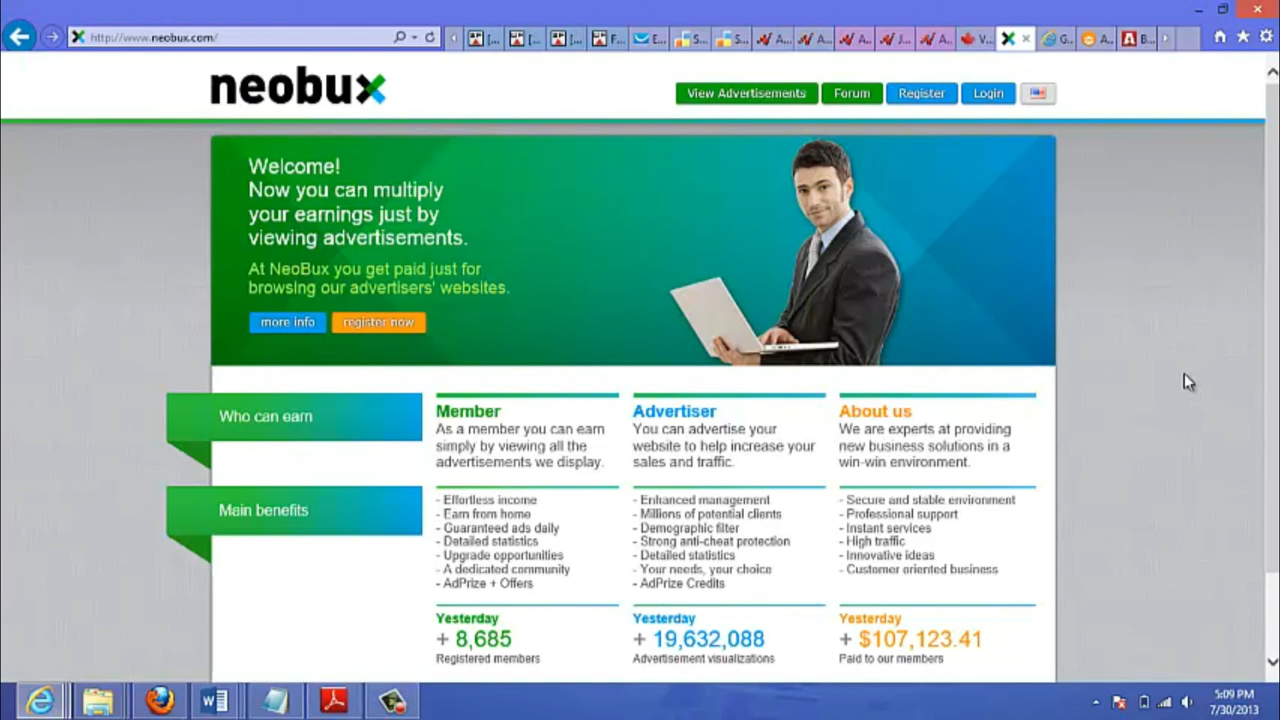 http://www.neobux.com/
neobux
View Advertisements
Forum
Register
Login
Welcome!
Now you can multiply
your earnings just by
viewing advertisements.
At NeoBux you get paid just for
browsing our advertisers' websites.
more info
register now
Who can earn
Member
As a member you can earn
simply by viewing all the
advertisements we display.
Advertiser
You can advertise your
website to help increase your
sales and traffic.
About us
We are experts at providing
new business solutions in a
win-win environment.
Main benefits
- Effortless income
- Earn from home
- Guaranteed ads daily
- Detailed statistics
- Upgrade opportunities
- A dedicated community
- AdPrize + Offers
- Enhanced management
- Millions of potential clients
- Demographic filter
- Strong anti-cheat protection
- Detailed statistics
- Your needs, your choice
- AdPrize Credits
- Secure and stable environment
- Professional support
- Instant services
- High traffic
- Innovative ideas
- Customer oriented business
Yesterday
+ 8,685
Registered members
Yesterday
+ 19,632,088
Advertisement visualizations
Yesterday
+ $107,123.41
Paid to our members
5:09 PM
7/30/2013